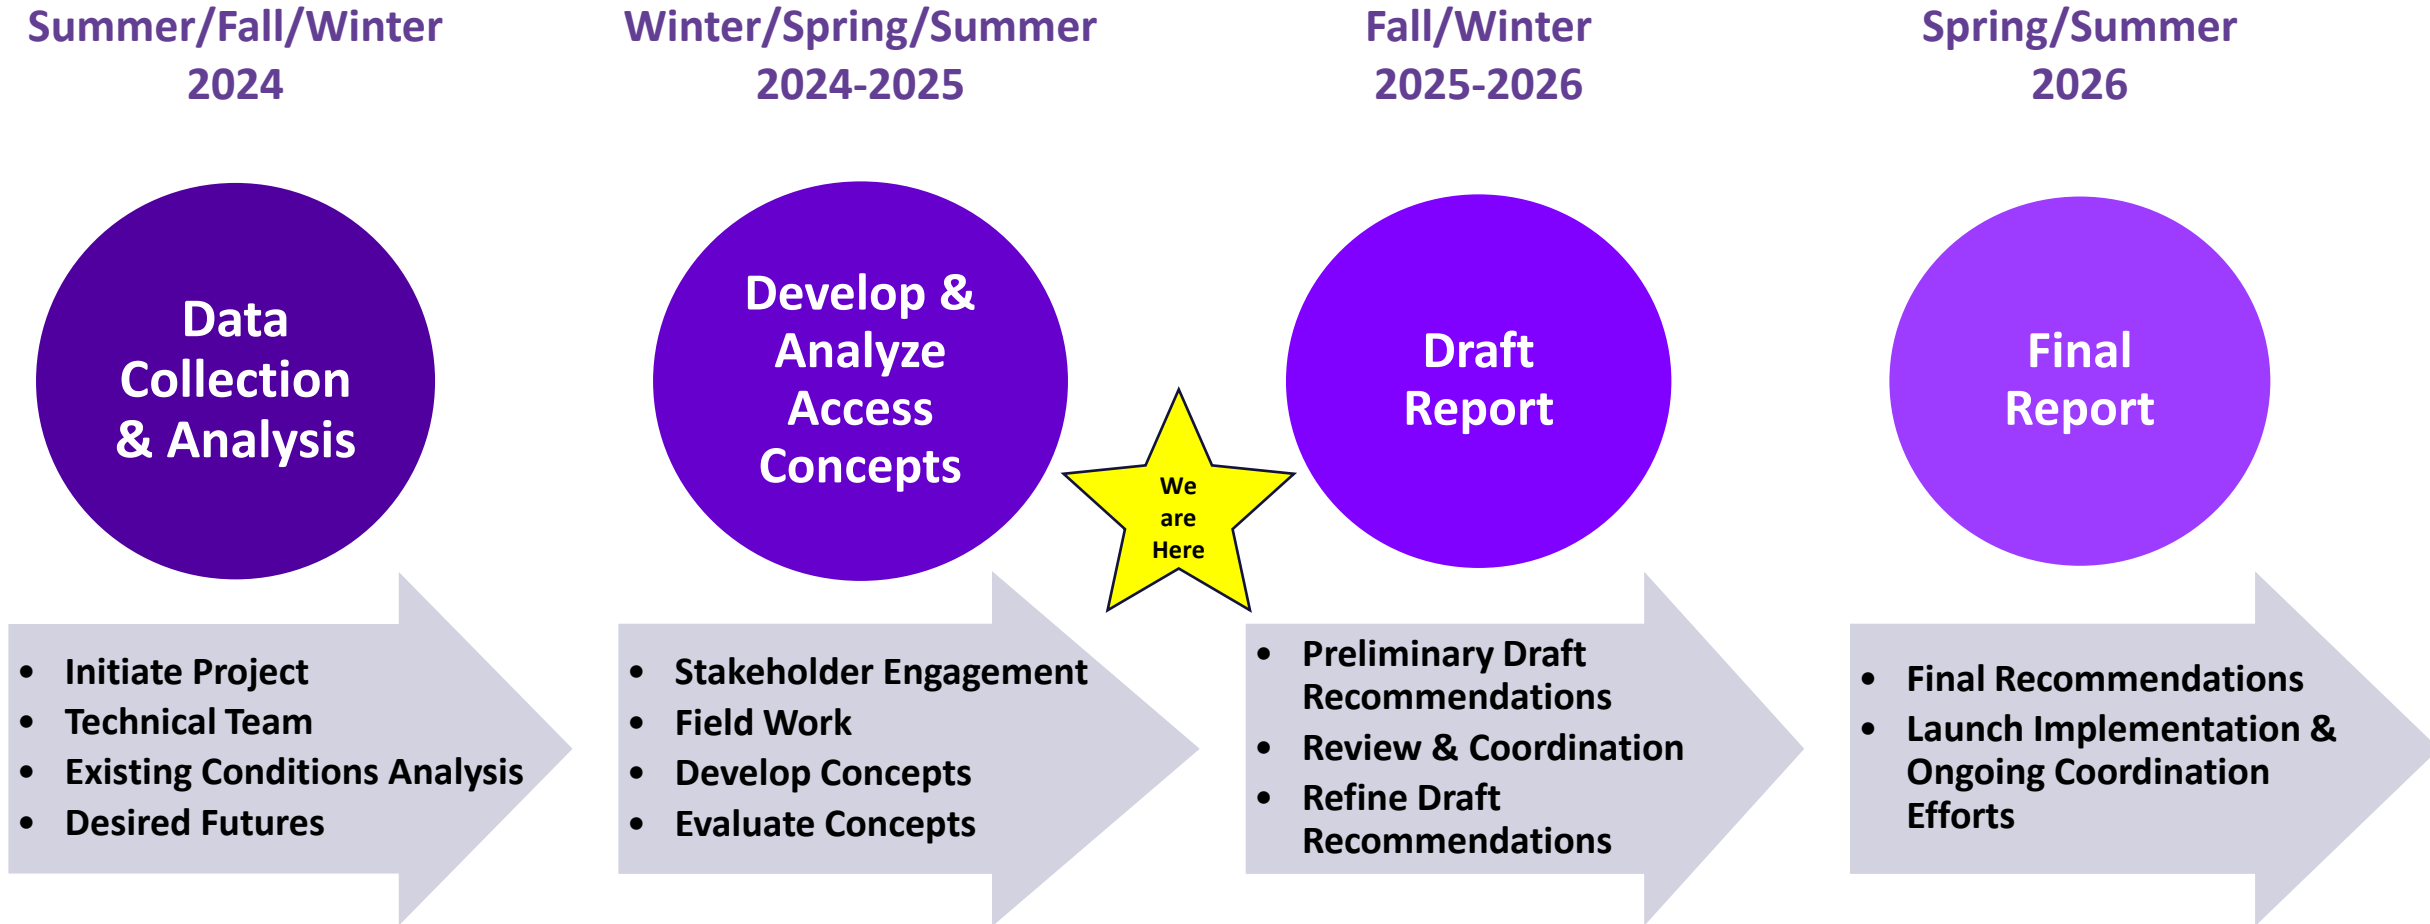 Summer/Fall/Winter
2024
Winter/Spring/Summer
2024-2025
Fall/Winter
2025-2026
Spring/Summer
2026
Data
Collection
& Analysis
Develop &
Analyze
Access
Concepts
We
are
Here
Draft
Report
Final
Report
• Initiate Project
• Technical Team
• Existing Conditions Analysis
• Desired Futures
• Stakeholder Engagement
• Field Work
• Develop Concepts
• Evaluate Concepts
• Preliminary Draft
Recommendations
• Review & Coordination
• Refine Draft
Recommendations
• Final Recommendations
• Launch Implementation &
Ongoing Coordination
Efforts